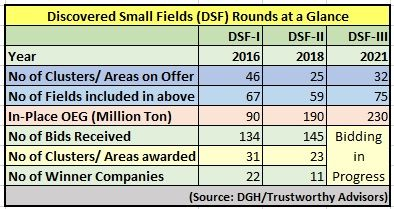 Discovered Small Fields (DSF) Rounds at a Glance
DSF-I DSF-II DSF-III
Year 2016 2018 2021
No of Clusters/ Areas on Offer 46 25 32
No of Fields included in above 67 59 75
In-Place OEG (Million Ton) 90 190 230
No of Bids Received 134 145 Bidding
No of Clusters/ Areas awarded 31 23 in
No of Winner Companies 22 11 Progress
(Source: DGH/Trustworthy Advisors)